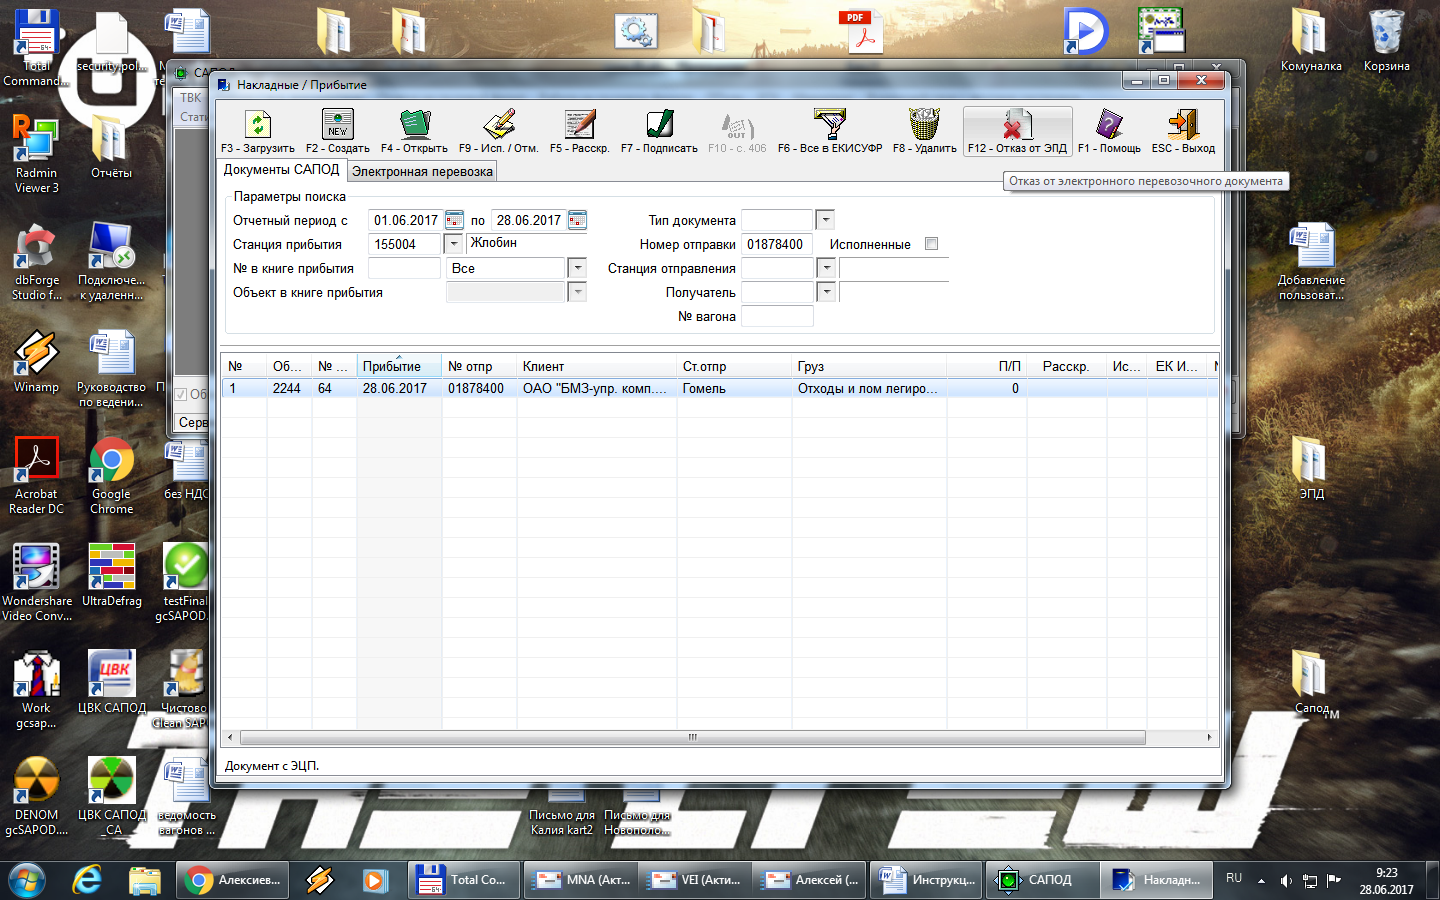 Накладные / Прибытие
F3 - Загрузить F2 - Создать F4 - Открыть F9 - Исп. / Отм. F5 - Расскр. F7 - Подписать F10 - с. 406 F6 - Все в ЕКИСУФР F8 - Удалить F12 - Отказ от ЭПД F1 - Помощь ESC - Выход
Документы САПОД Электронная перевозка
Отказ от электронного перевозочного документа
Параметры поиска
Отчетный период с 01.06.2017 по 28.06.2017 Тип документа
Станция прибытия 155004 Жлобин Номер отправки 01878400 Исполненные
№ в книге прибытия Все Станция отправления
Объект в книге прибытия Получатель
№ вагона
№ Об... № ... Прибытие № отпр Клиент Ст.отпр Груз П/П Расскр. Ис... ЕК И...
1 2244 64 28.06.2017 01878400 ОАО "БМЗ-упр. комп.... Гомель Отходы и лом легиро... 0
Документ с ЭЦП.
ТВК
Стати
Об
Серв
Total
Command...
security.pol...
PDF
Комуналка
Корзина
Radmin
Viewer 3
Отчёты
dbForge
Studio f...
Подключе...
к удаленн...
Добавление
пользоват...
Winamp
Руководство
по ведени...
Acrobat
Reader DC
Google
Chrome
без НДС
ЭПД
Wondershare
Video Conv...
UltraDefrag
testFinal
gcSAPOD...
Work
gcsap...
ЦВК
ЦВК САПОД
Чистово
Clean SAPO
Сапод
TM
DENOM
gcSAPOD....
ЦВК САПОД
_CA
ведомость
вагонов ...
Письмо для
Калия kart2
Письмо для
Новополо...
Алексиев...
Total Co...
MNA (Акт...
VEI (Акти...
Алексей (...
Инструкц...
САПОД
Накладн...
RU
9:23
28.06.2017